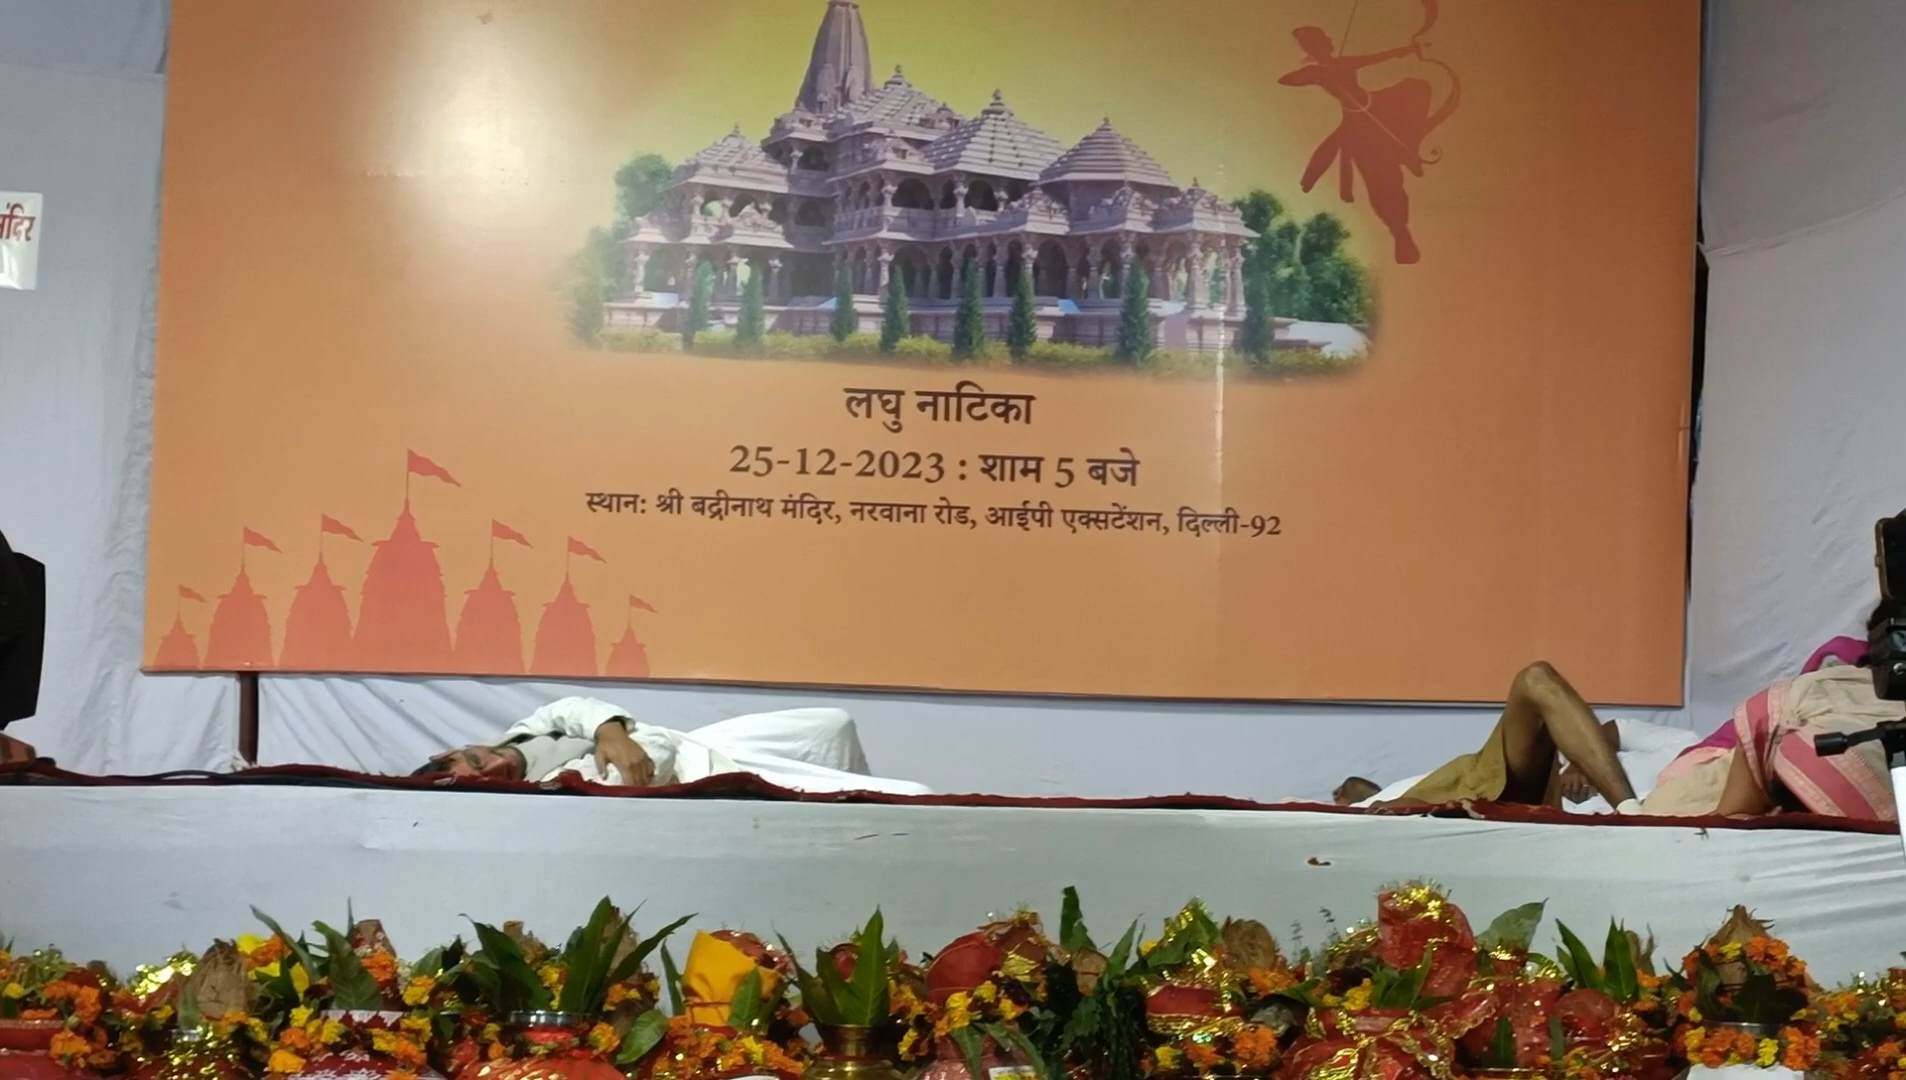 मंदिर
लघु नाटिका
25-12-2023 : शाम 5 बजे
स्थान: श्री बद्रीनाथ मंदिर, नरवाना रोड, आईपी एक्सटेंशन, दिल्ली-92